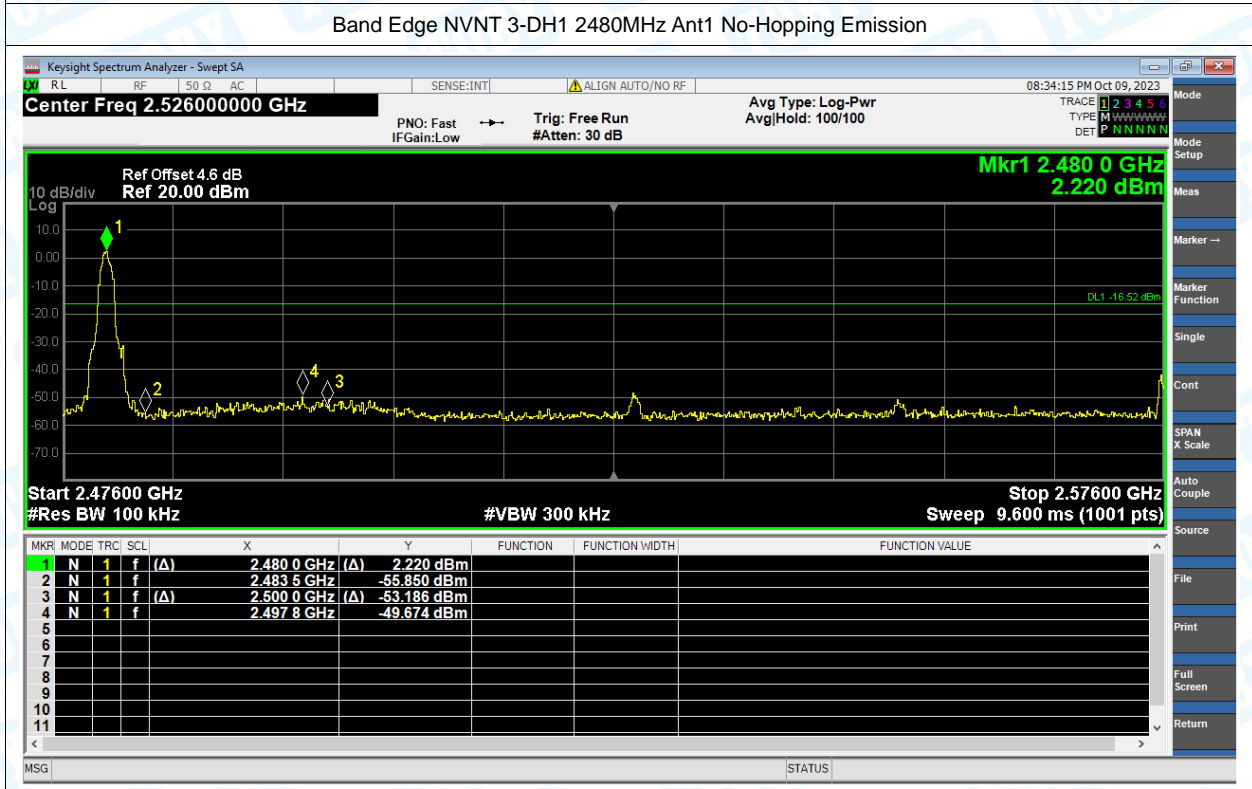 Band Edge NVNT 3-DH1 2480MHz Ant1 No-Hopping Emission
Keysight Spectrum Analyzer - Swept SA
LXI RL RF 50 Ω AC SENSE:INT ALIGN AUTO/NO RF 08:34:15 PM Oct 09, 2023
Center Freq 2.526000000 GHz
PNO: Fast
IFGain:Low
Trig: Free Run
#Atten: 30 dB
Avg Type: Log-Pwr
Avg|Hold: 100/100
TRACE 1 2 3 4 5 6
TYPE M WWWWW
DET P N N N N N
Mkr1 2.480 0 GHz
2.220 dBm
Ref Offset 4.6 dB
10 dB/div Ref 20.00 dBm
Log
10.0
0.00
-10.0
-20.0
-30.0
-40.0
-50.0
-60.0
-70.0
1
2
4
3
DL1 -16.52 dBm
Start 2.47600 GHz Stop 2.57600 GHz
#Res BW 100 kHz #VBW 300 kHz Sweep 9.600 ms (1001 pts)
MKR MODE TRC SCL X Y FUNCTION FUNCTION WIDTH FUNCTION VALUE
1 N 1 f (Δ) 2.480 0 GHz (Δ) 2.220 dBm
2 N 1 f 2.483 5 GHz -55.850 dBm
3 N 1 f (Δ) 2.500 0 GHz (Δ) -53.186 dBm
4 N 1 f 2.497 8 GHz -49.674 dBm
5
6
7
8
9
10
11
MSG STATUS
Mode
Mode
Setup
Meas
Marker→
Marker
Function
Single
Cont
SPAN
X Scale
Auto
Couple
Source
File
Print
Full
Screen
Return